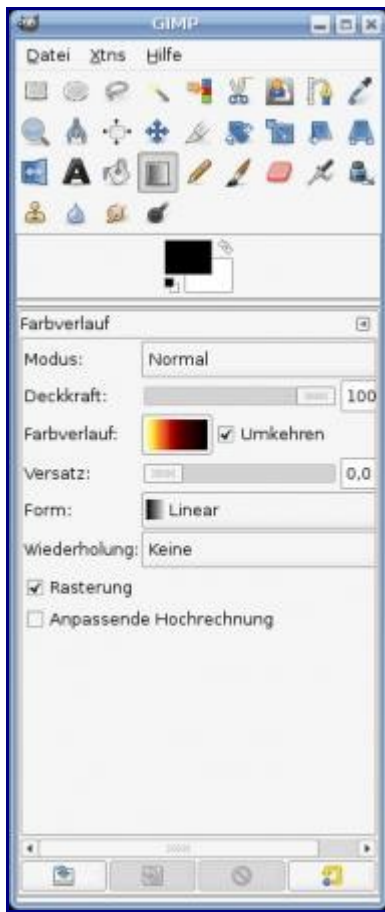 GIMP
Datei Xtns Hilfe
Farbverlauf
Modus: Normal
Deckkraft: 100
Farbverlauf: Umkehren
Versatz: 0,0
Form: Linear
Wiederholung: Keine
Rasterung
Anpassende Hochrechnung